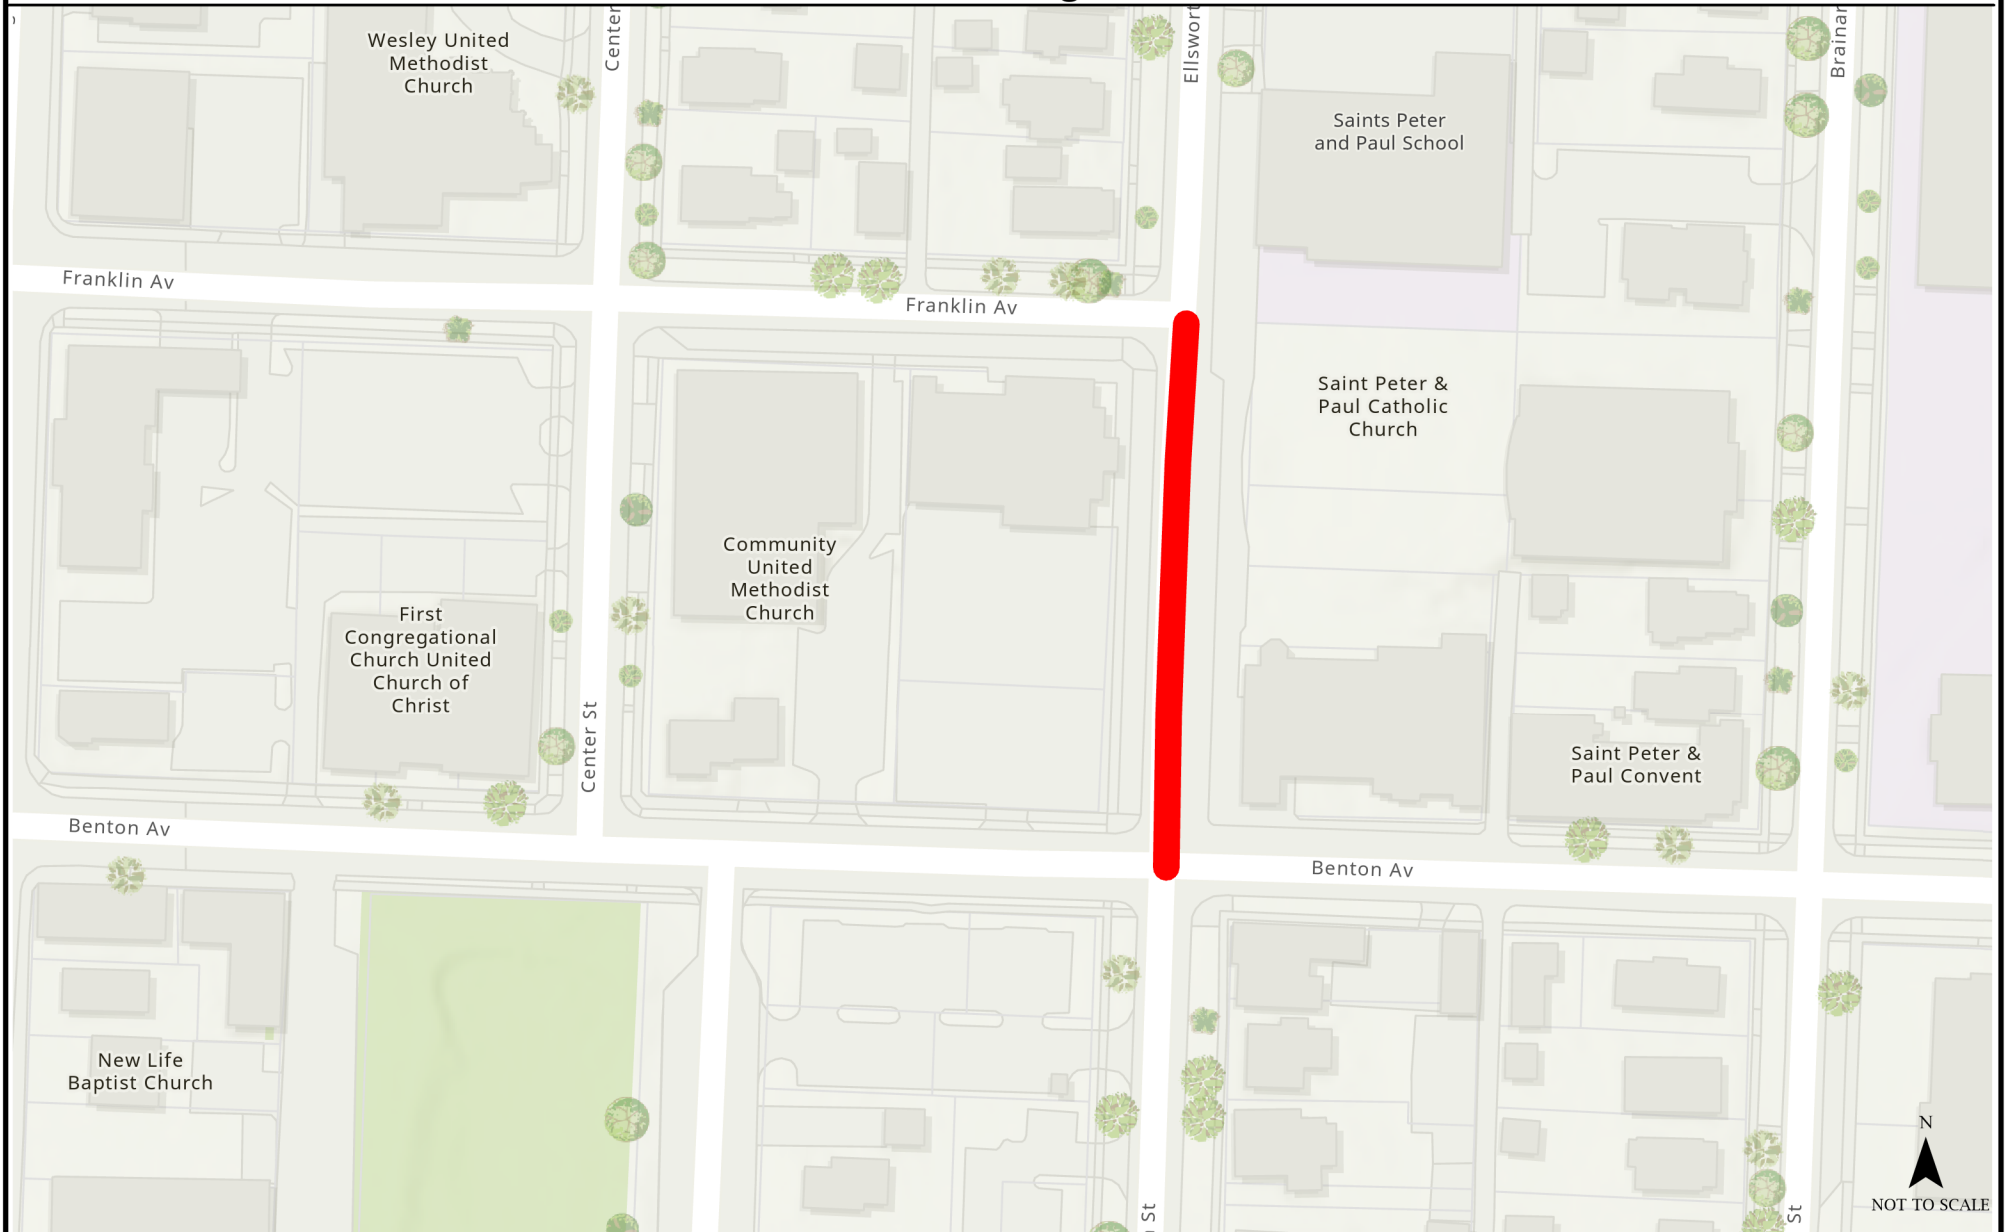 Wesley United
Methodist
Church
Center
Ellswort
Brainar
Saints Peter
and Paul School
Franklin Av
Franklin Av
Saint Peter &
Paul Catholic
Church
Community
United
Methodist
Church
First
Congregational
Church United
Church of
Christ
Center St
Saint Peter &
Paul Convent
Benton Av
Benton Av
New Life
Baptist Church
St
St
N
NOT TO SCALE